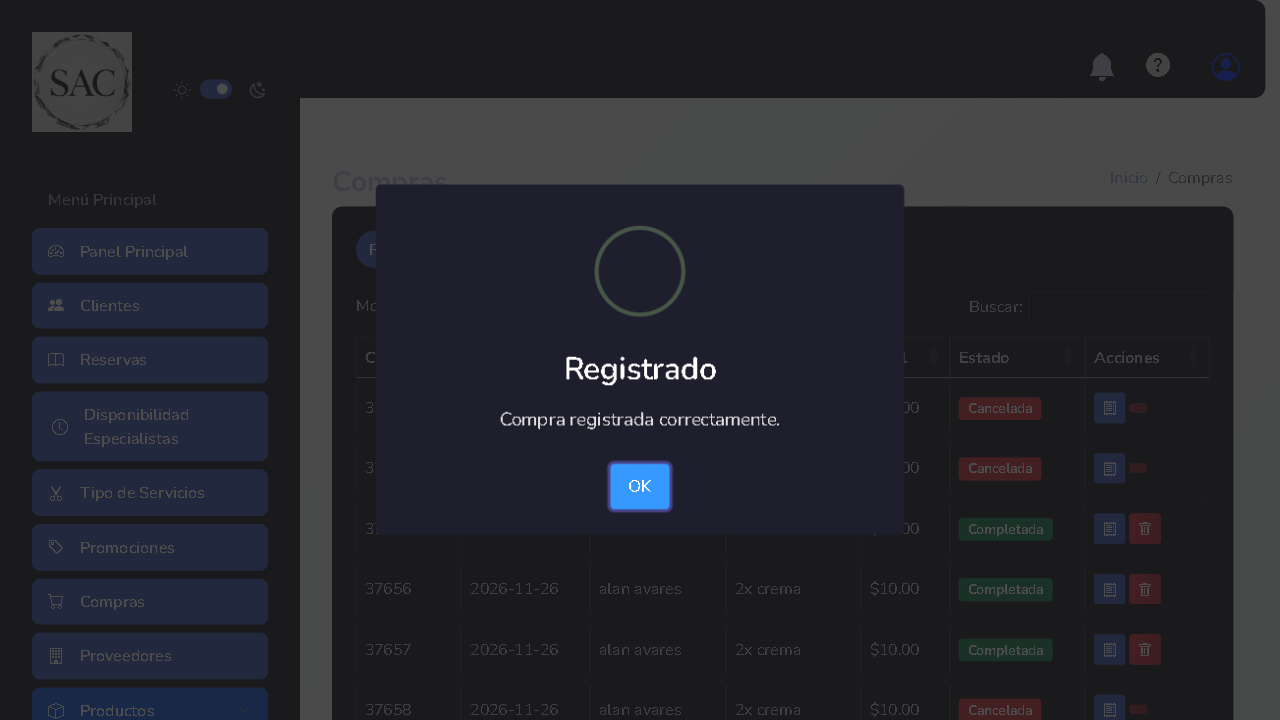 SAC
Menú Principal
Panel Principal
Clientes
Reservas
Disponibilidad
Especialistas
Tipo de Servicios
Promociones
Compras
Proveedores
Productos
Compras
Inicio / Compras
Buscar:
Estado Acciones
Cancelada
Cancelada
Completada
37656 2026-11-26 alan avares 2x crema $10.00 Completada
37657 2026-11-26 alan avares 2x crema $10.00 Completada
37658 2026-11-26 alan avares 2x crema $10.00 Cancelada
Registrado
Compra registrada correctamente.
OK